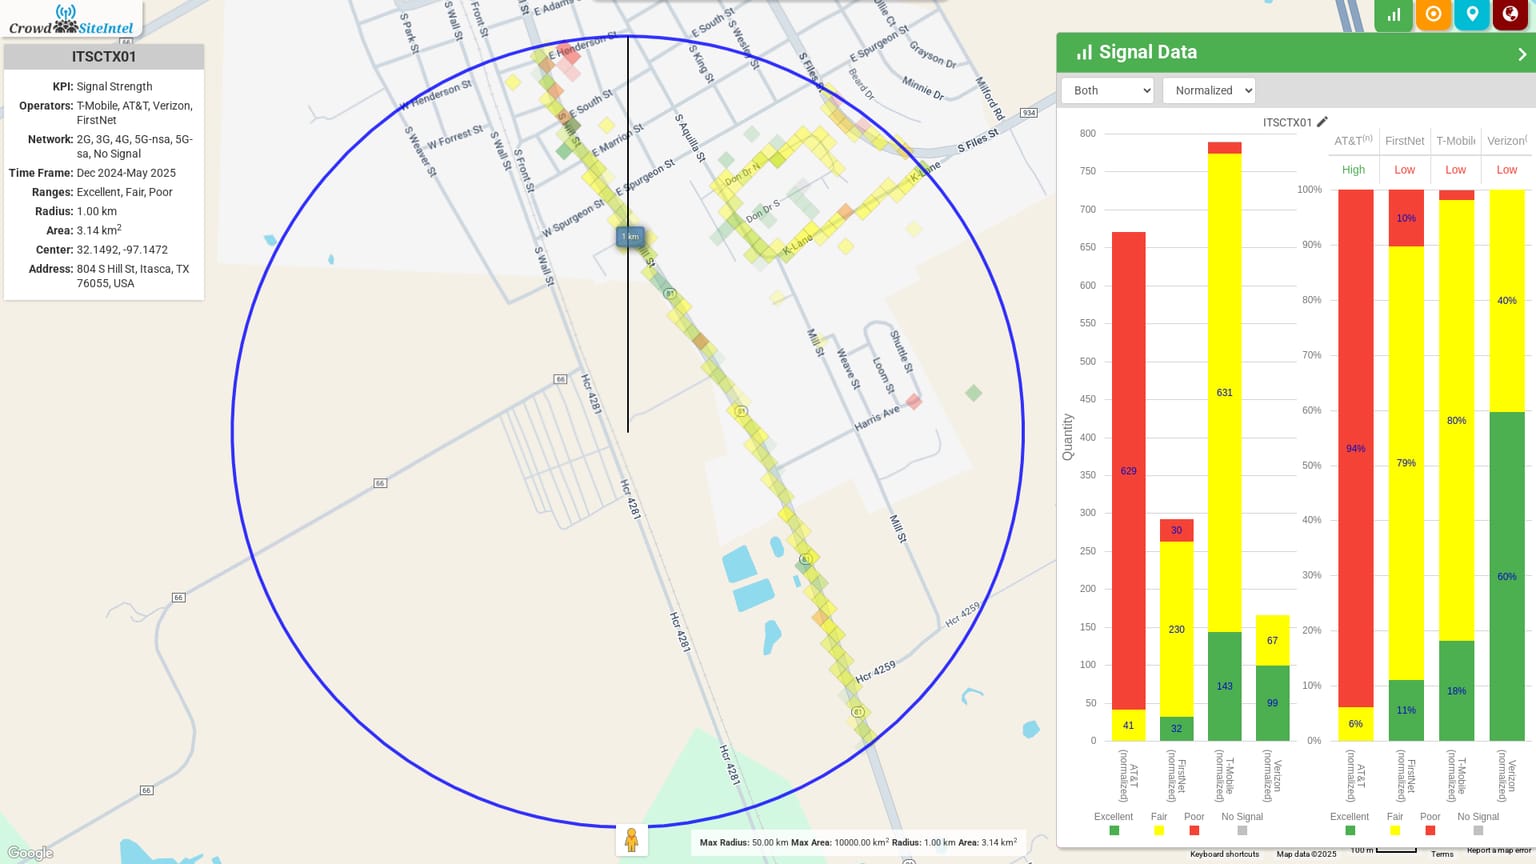 CrowdSiteIntel
ITSCTX01
KPI: Signal Strength
Operators: T-Mobile, AT&T, Verizon,
FirstNet
Network: 2G, 3G, 4G, 5G-nsa, 5G-
sa, No Signal
Time Frame: Dec 2024-May 2025
Ranges: Excellent, Fair, Poor
Radius: 1.00 km
Area: 3.14 km²
Center: 32.1492, -97.1472
Address: 804 S Hill St, Itasca, TX
76055, USA
66
S Park St
S Wall St
Front St
E Adams
E Henderson St
E South St
S Wesley
S King St
S Files St
E Spurgeon St
Grayson Dr
Beard Dr
Minnie Dr
Milford Rd
934
S Files St
W Henderson St
W Forrest St
S Weaver St
S Wall St
S Front St
E South St
S Hill St
E Marrion St
S Aquilla St
E Spurgeon St
W Spurgeon St
S Wall St
Don Dr N
Don Dr S
K-Lane
K-Lane
1 km
81
Mill St
Weave St
Loom St
Shuttle St
Harris Ave
66
Hcr 4281
81
66
Hcr 4281
Mill St
81
66
Hcr 4281
Hcr 4259
Hcr 4259
81
Hcr 4281
66
Google
Max Radius: 50.00 km Max Area: 10000.00 km² Radius: 1.00 km Area: 3.14 km²
Signal Data
Both
Normalized
ITSCTX01
Quantity
800
750
700
650
600
550
500
450
400
350
300
250
200
150
100
50
0
629
41
30
230
32
631
143
67
99
AT&T (normalized)
FirstNet (normalized)
T-Mobile (normalized)
Verizon (normalized)
Excellent Fair Poor No Signal
AT&T(n) FirstNet T-Mobile Verizon(
High Low Low Low
100%
90%
80%
70%
60%
50%
40%
30%
20%
10%
0%
94%
6%
10%
79%
11%
80%
18%
40%
60%
AT&T (normalized)
FirstNet (normalized)
T-Mobile (normalized)
Verizon (normalized)
Excellent Fair Poor No Signal
Keyboard shortcuts Map data ©2025 100 m Terms Report a map error